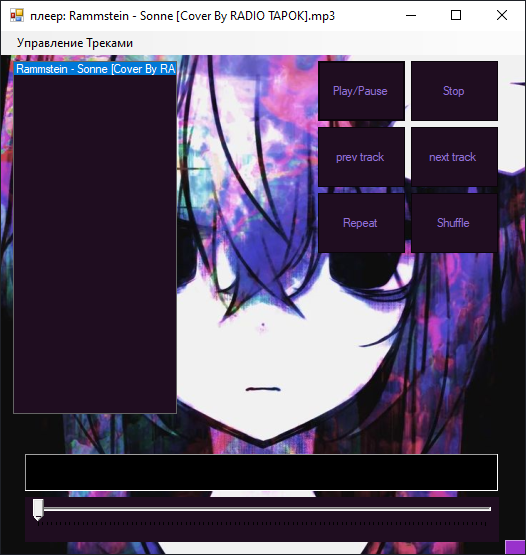 плеер: Rammstein - Sonne [Cover By RADIO TAPOK].mp3
Управление Треками
Rammstein - Sonne [Cover By RA
Play/Pause
Stop
prev track
next track
Repeat
Shuffle